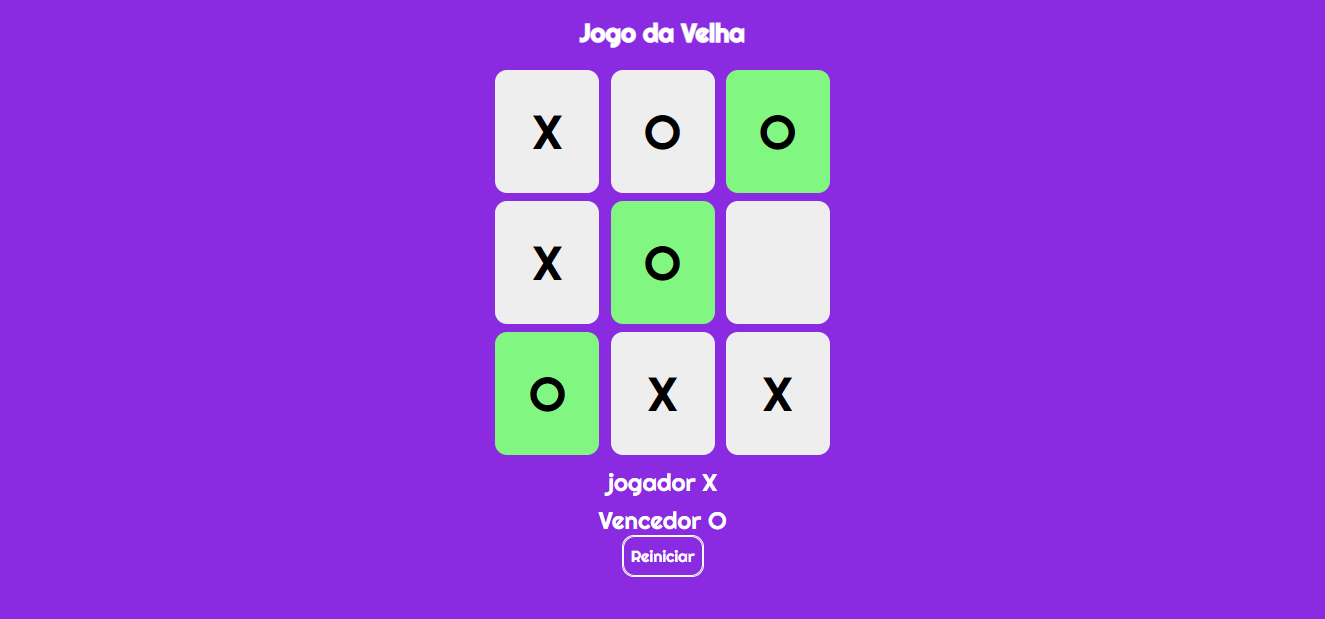 Jogo da Velha
X O O
X O
O X X
jogador X
Vencedor O
Reiniciar